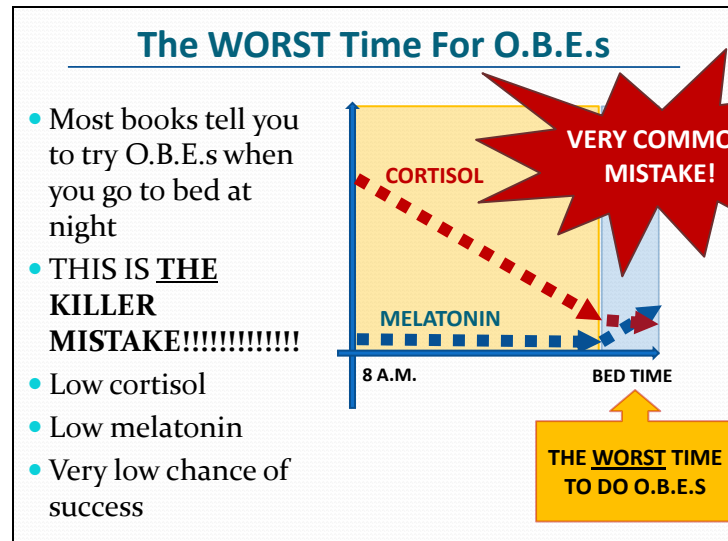 The WORST Time For O.B.E.s
Most books tell you
to try O.B.E.s when
you go to bed at
night
THIS IS THE
KILLER
MISTAKE!!!!!!!!!!!!!
Low cortisol
Low melatonin
Very low chance of
success
VERY COMMO
MISTAKE!
CORTISOL
MELATONIN
8 A.M.
BED TIME
THE WORST TIME
TO DO O.B.E.S